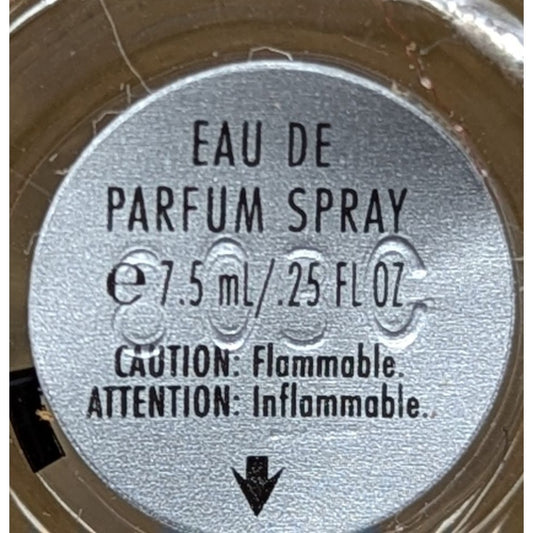 EAU DE
PARFUM SPRAY
℮ 7.5 mL/.25 FL OZ
CAUTION: Flammable.
ATTENTION: Inflammable.